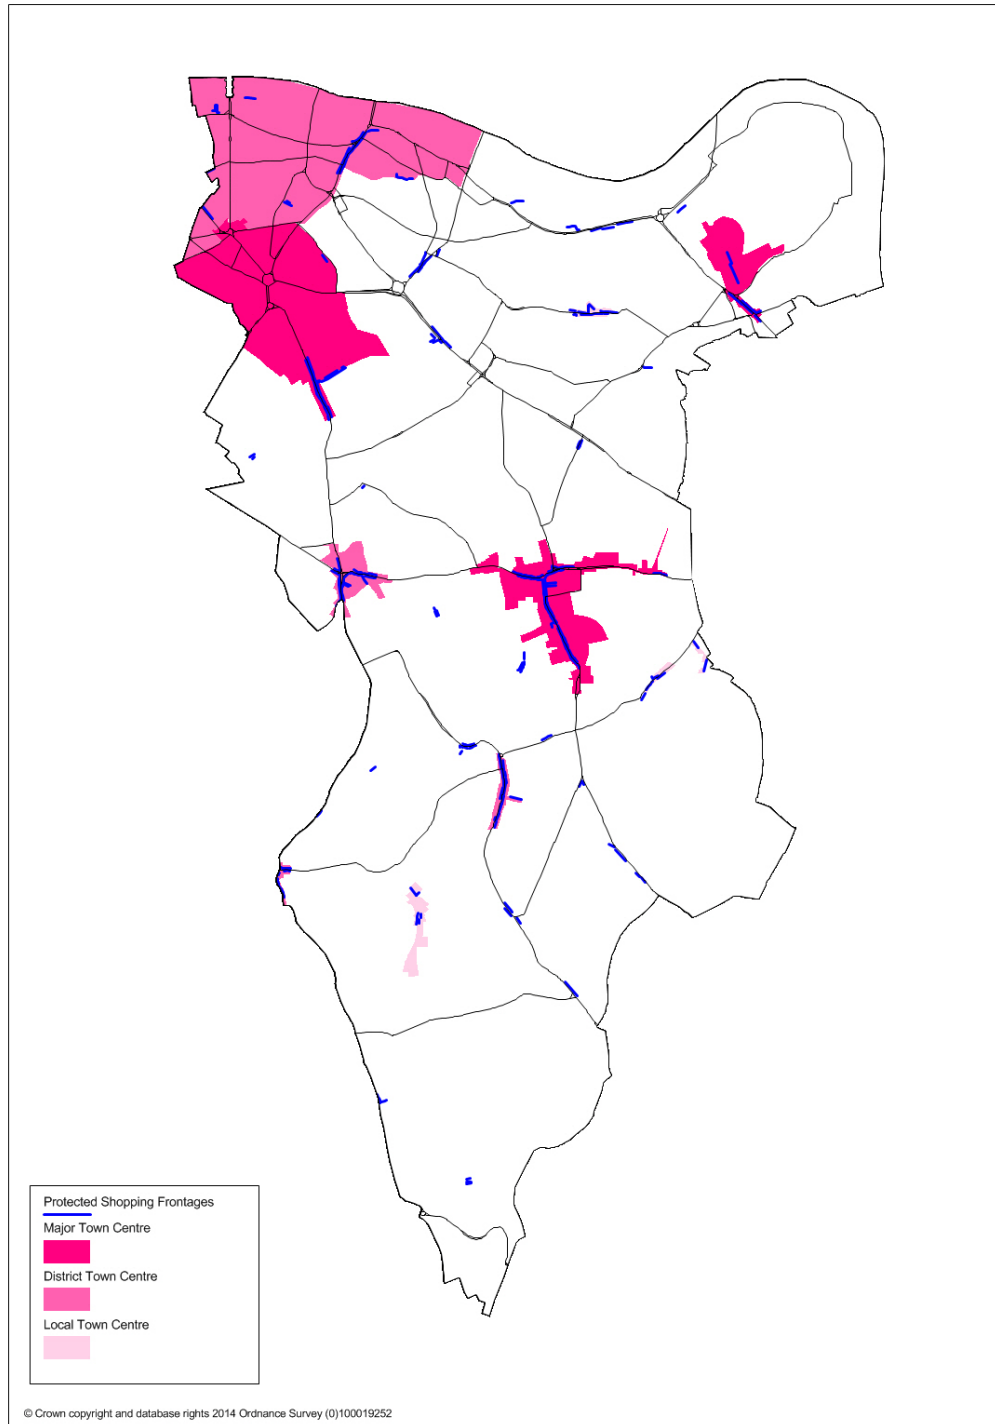 Protected Shopping Frontages
Major Town Centre
District Town Centre
Local Town Centre
© Crown copyright and database rights 2014 Ordnance Survey (0)100019252